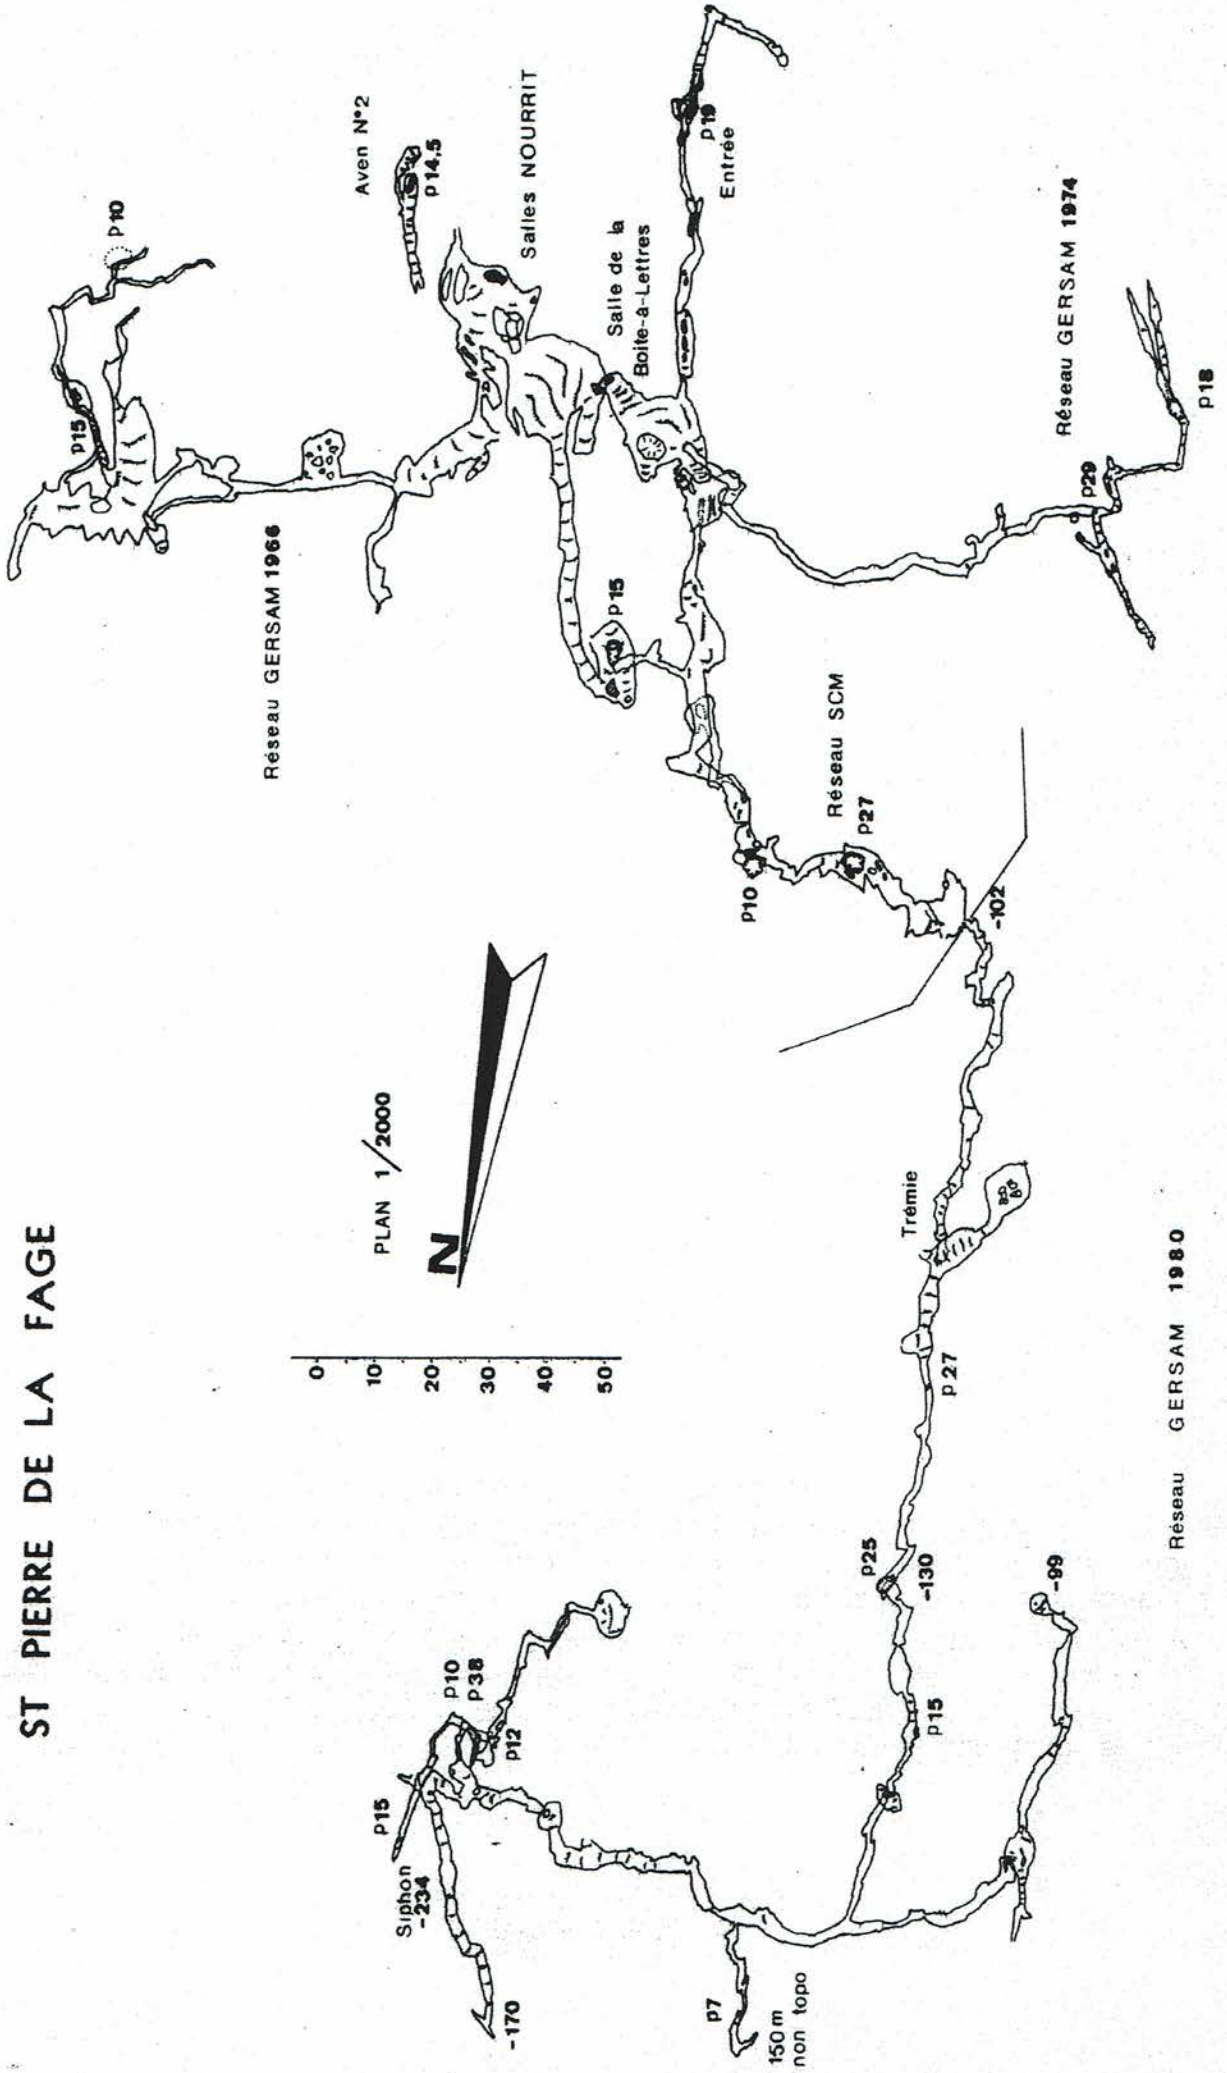 ST PIERRE DE LA FAGE
PLAN 1/2000
N
0
10
20
30
40
50
Siphon
-234
-170
p15
p10
p38
p12
p7
150m
non topo
p15
p25
-130
-99
p27
Trémie
Réseau GERSAM 1980
-102
p10
p27
Réseau SCM
p15
Réseau GERSAM 1966
p15
p10
Aven N°2
p14,5
Salles NOURRIT
Salle de la
Boite-à-Lettres
p19
Entrée
Réseau GERSAM 1974
p29
p18